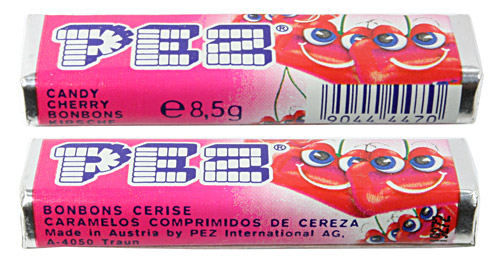 PEZ®
CANDY
CHERRY
BONBONS
KIRSCHE
e 8,5g
9044 4470
PEZ®
BONBONS CERISE
CARAMELOS COMPRIMIDOS DE CEREZA
Made in Austria by PEZ International AG.
A-4050 Traun